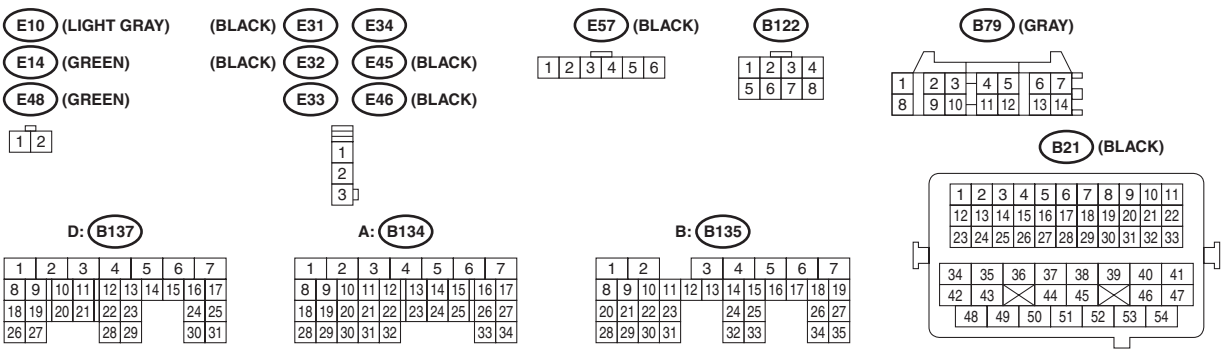 E10 (LIGHT GRAY) (BLACK) E31 E34 E57 (BLACK) B122 B79 (GRAY)
E14 (GREEN) (BLACK) E32 E45 (BLACK)
E48 (GREEN) E33 E46 (BLACK)
1 2
1
2
3
1 2 3 4 5 6
1 2 3 4
5 6 7 8
1 2 3 4 5 6 7
8 9 10 11 12 13 14
B21 (BLACK)
1 2 3 4 5 6 7 8 9 10 11
12 13 14 15 16 17 18 19 20 21 22
23 24 25 26 27 28 29 30 31 32 33
34 35 36 37 38 39 40 41
42 43 44 45 46 47
48 49 50 51 52 53 54
D: B137
1 2 3 4 5 6 7
8 9 10 11 12 13 14 15 16 17
18 19 20 21 22 23 24 25
26 27 28 29 30 31
A: B134
1 2 3 4 5 6 7
8 9 10 11 12 13 14 15 16 17
18 19 20 21 22 23 24 25 26 27
28 29 30 31 32 33 34
B: B135
1 2 3 4 5 6 7
8 9 10 11 12 13 14 15 16 17 18 19
20 21 22 23 24 25 26 27
28 29 30 31 32 33 34 35